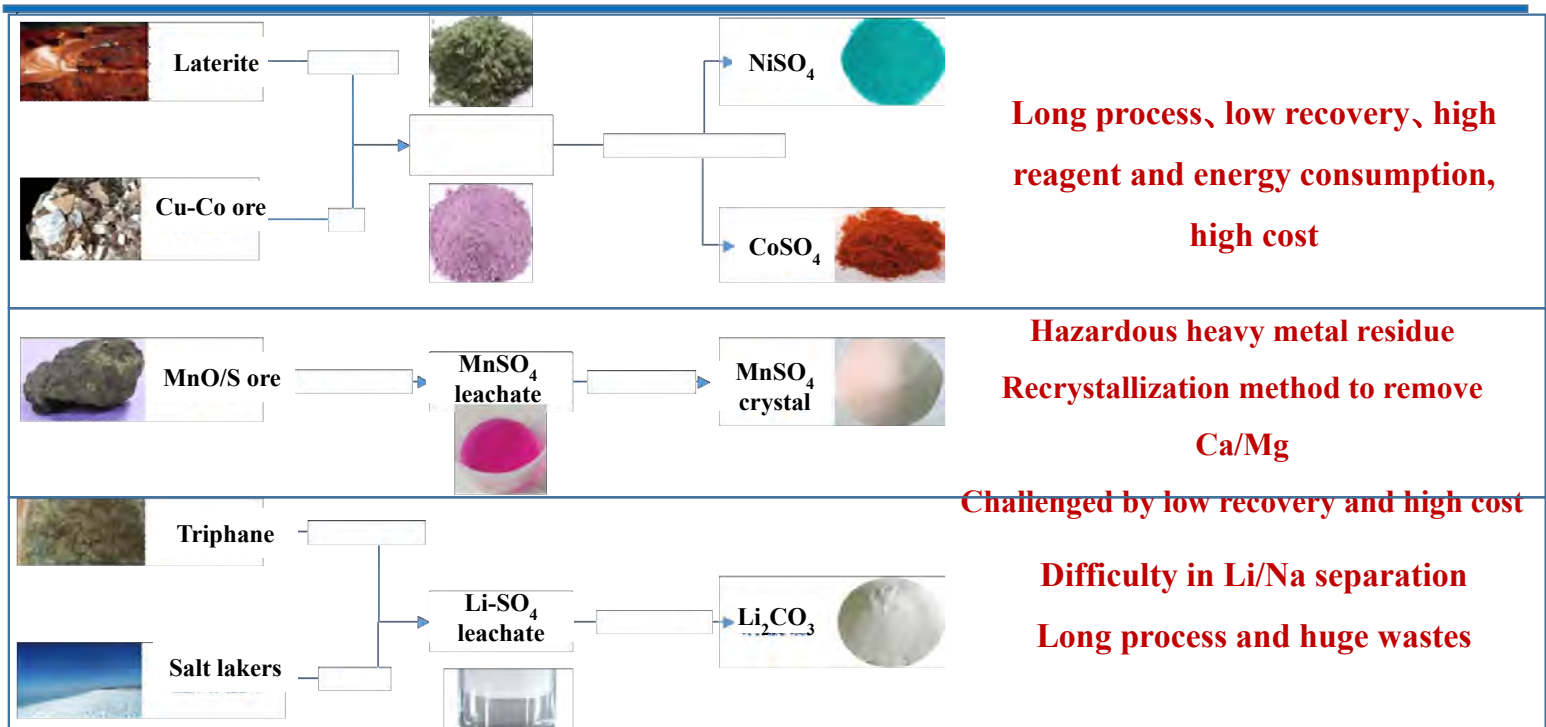 Laterite
NiSO4
Long process、low recovery、high
reagent and energy consumption,
high cost
Cu-Co ore
CoSO4
MnO/S ore
MnSO4
leachate
MnSO4
crystal
Hazardous heavy metal residue
Recrystallization method to remove
Ca/Mg
Challenged by low recovery and high cost
Triphane
Li-SO4
leachate
Li2CO3
Difficulty in Li/Na separation
Long process and huge wastes
Salt lakers